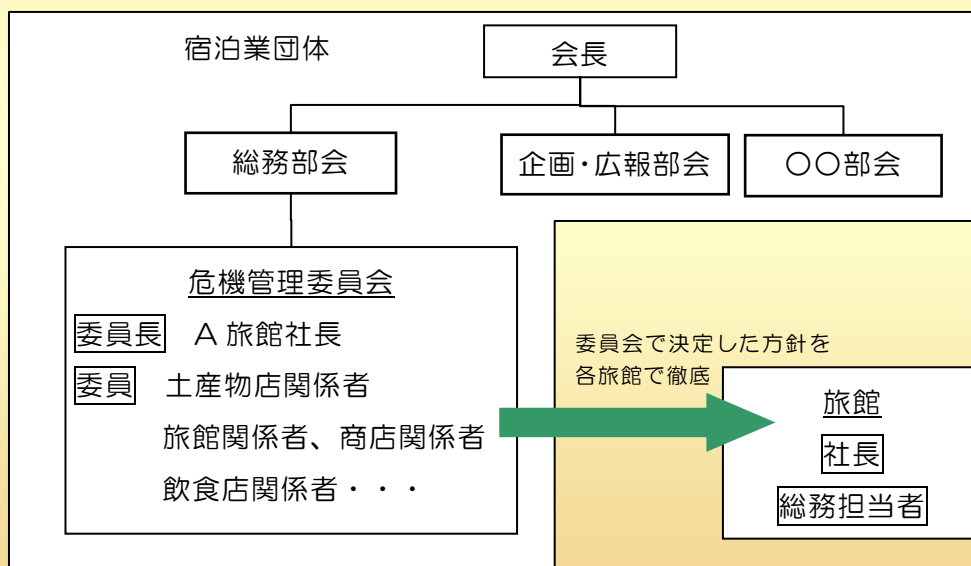 宿泊業団体
会長
総務部会
企画・広報部会
〇〇部会
危機管理委員会
委員長 A 旅館社長
委員 土産物店関係者
旅館関係者、商店関係者
飲食店関係者・・・
委員会で決定した方針を
各旅館で徹底
旅館
社長
総務担当者